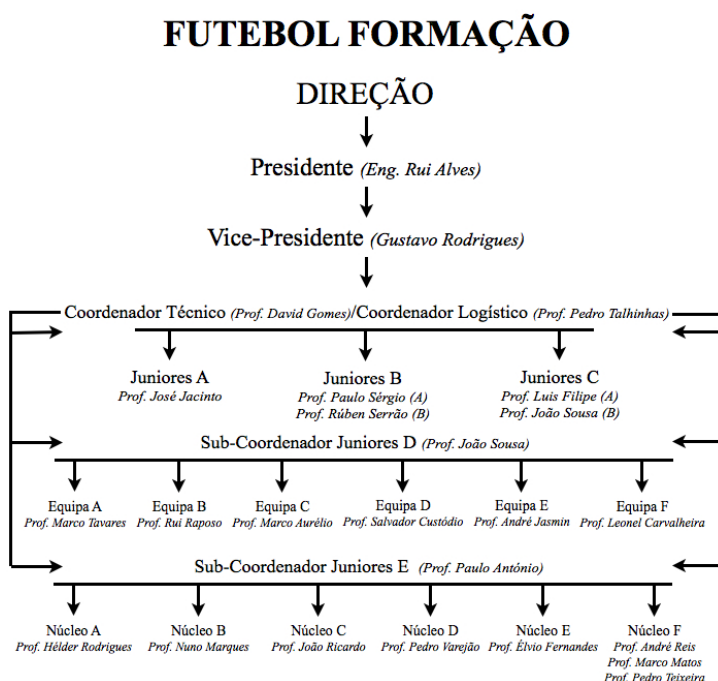 FUTEBOL FORMAÇÃO
DIREÇÃO
Presidente (Eng. Rui Alves)
Vice-Presidente (Gustavo Rodrigues)
Coordenador Técnico (Prof. David Gomes)/Coordenador Logístico (Prof. Pedro Talhinhas)
Juniores A
Prof. José Jacinto
Juniores B
Prof. Paulo Sérgio (A)
Prof. Rúben Serrão (B)
Juniores C
Prof. Luis Filipe (A)
Prof. João Sousa (B)
Sub-Coordenador Juniores D (Prof. João Sousa)
Equipa A
Prof. Marco Tavares
Equipa B
Prof. Rui Raposo
Equipa C
Prof. Marco Aurélio
Equipa D
Prof. Salvador Custódio
Equipa E
Prof. André Jasmin
Equipa F
Prof. Leonel Carvalheira
Sub-Coordenador Juniores E (Prof. Paulo António)
Núcleo A
Prof. Hélder Rodrigues
Núcleo B
Prof. Nuno Marques
Núcleo C
Prof. João Ricardo
Núcleo D
Prof. Pedro Varejão
Núcleo E
Prof. Élvio Fernandes
Núcleo F
Prof. André Reis
Prof. Marco Matos
Prof. Pedro Teixeira